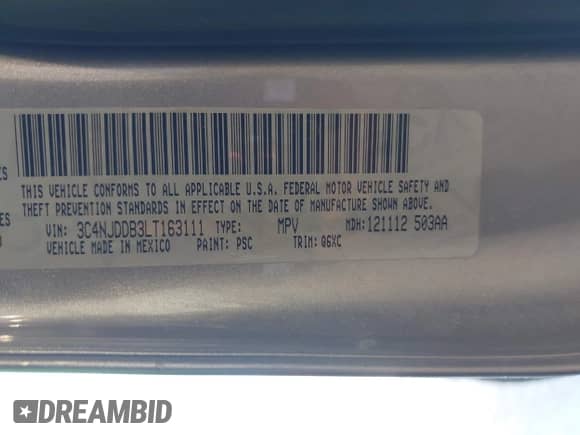 ES
THIS VEHICLE CONFORMS TO ALL APPLICABLE U.S.A. FEDERAL MOTOR VEHICLE SAFETY AND
THEFT PREVENTION STANDARDS IN EFFECT ON THE DATE OF MANUFACTURE SHOWN ABOVE.
ES
VIN: 3C4NJDDB3LT163111 TYPE: MPV MDH:121112 503AA
VEHICLE MADE IN MEXICO PAINT: PSC TRIM: Q6XC
DREAMBID